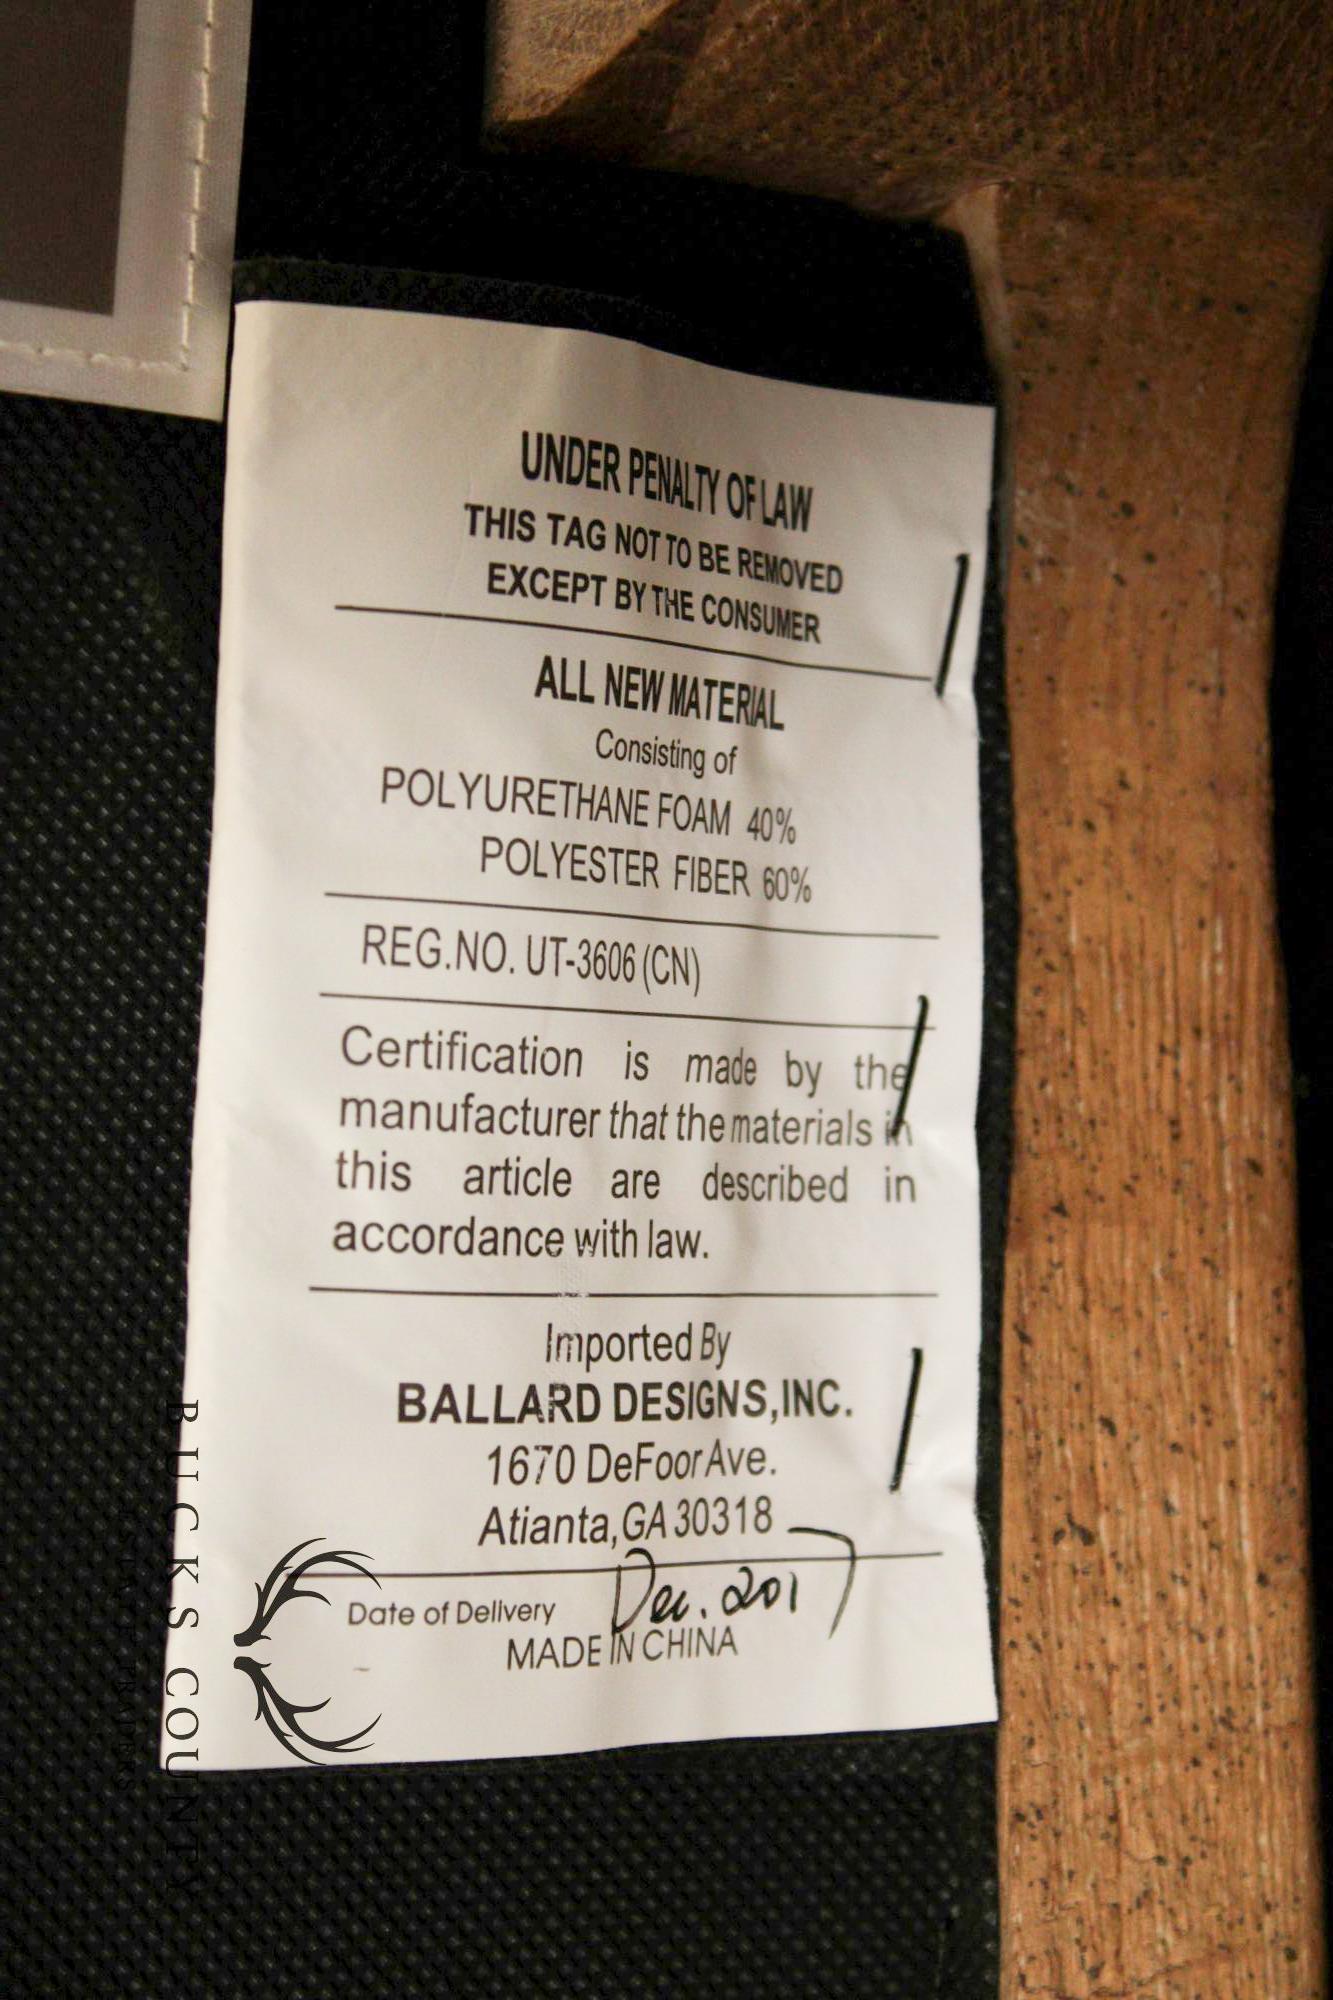 UNDER PENALTY OF LAW
THIS TAG NOT TO BE REMOVED
EXCEPT BY THE CONSUMER
ALL NEW MATERIAL
Consisting of
POLYURETHANE FOAM 40%
POLYESTER FIBER 60%
REG.NO. UT-3606 (CN)
Certification is made by the
manufacturer that the materials in
this article are described in
accordance with law.
Imported By
BALLARD DESIGNS,INC.
1670 DeFoor Ave.
Atianta,GA 30318
Date of Delivery Dec. 2017
MADE IN CHINA
BUCKS COUNTY